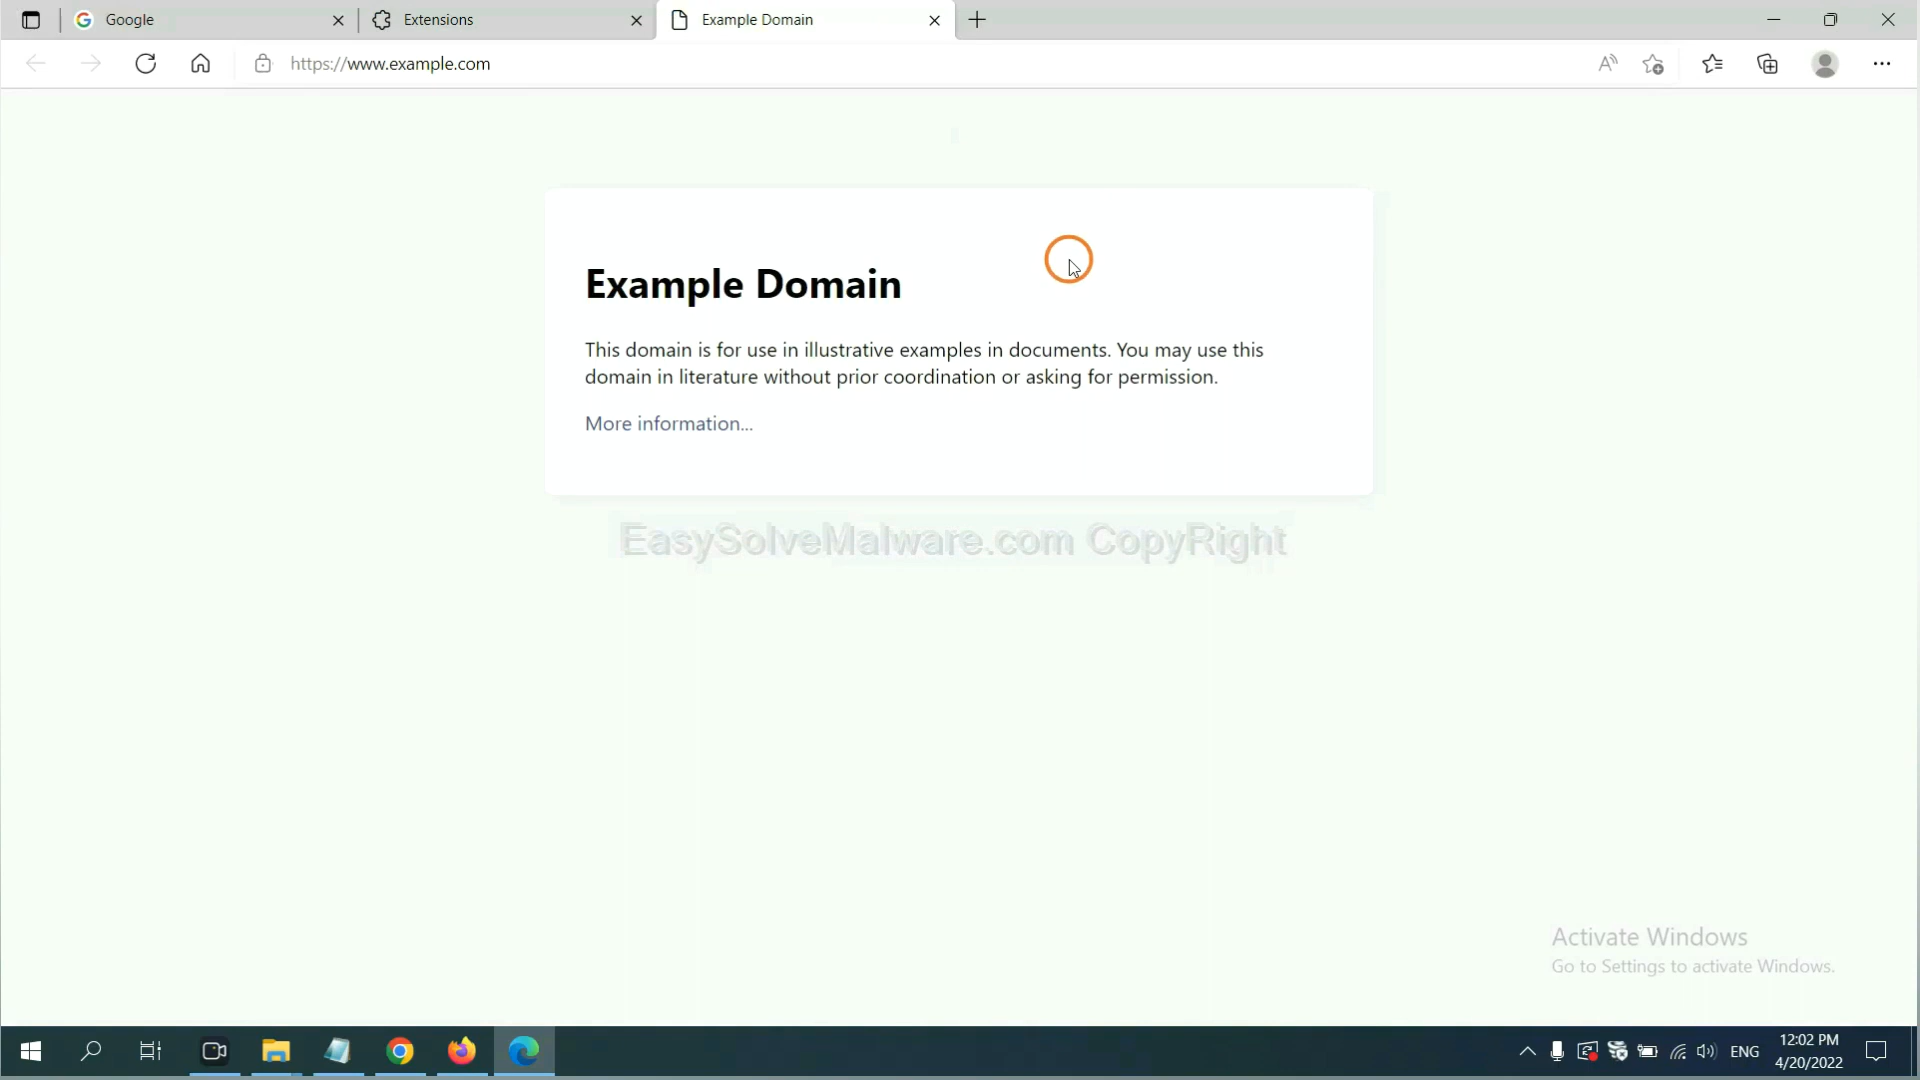 Google
Extensions
Example Domain
https://www.example.com
Example Domain
This domain is for use in illustrative examples in documents. You may use this
domain in literature without prior coordination or asking for permission.
More information...
EasySolveMalware.com CopyRight
Activate Windows
Go to Settings to activate Windows.
ENG
12:02 PM
4/20/2022